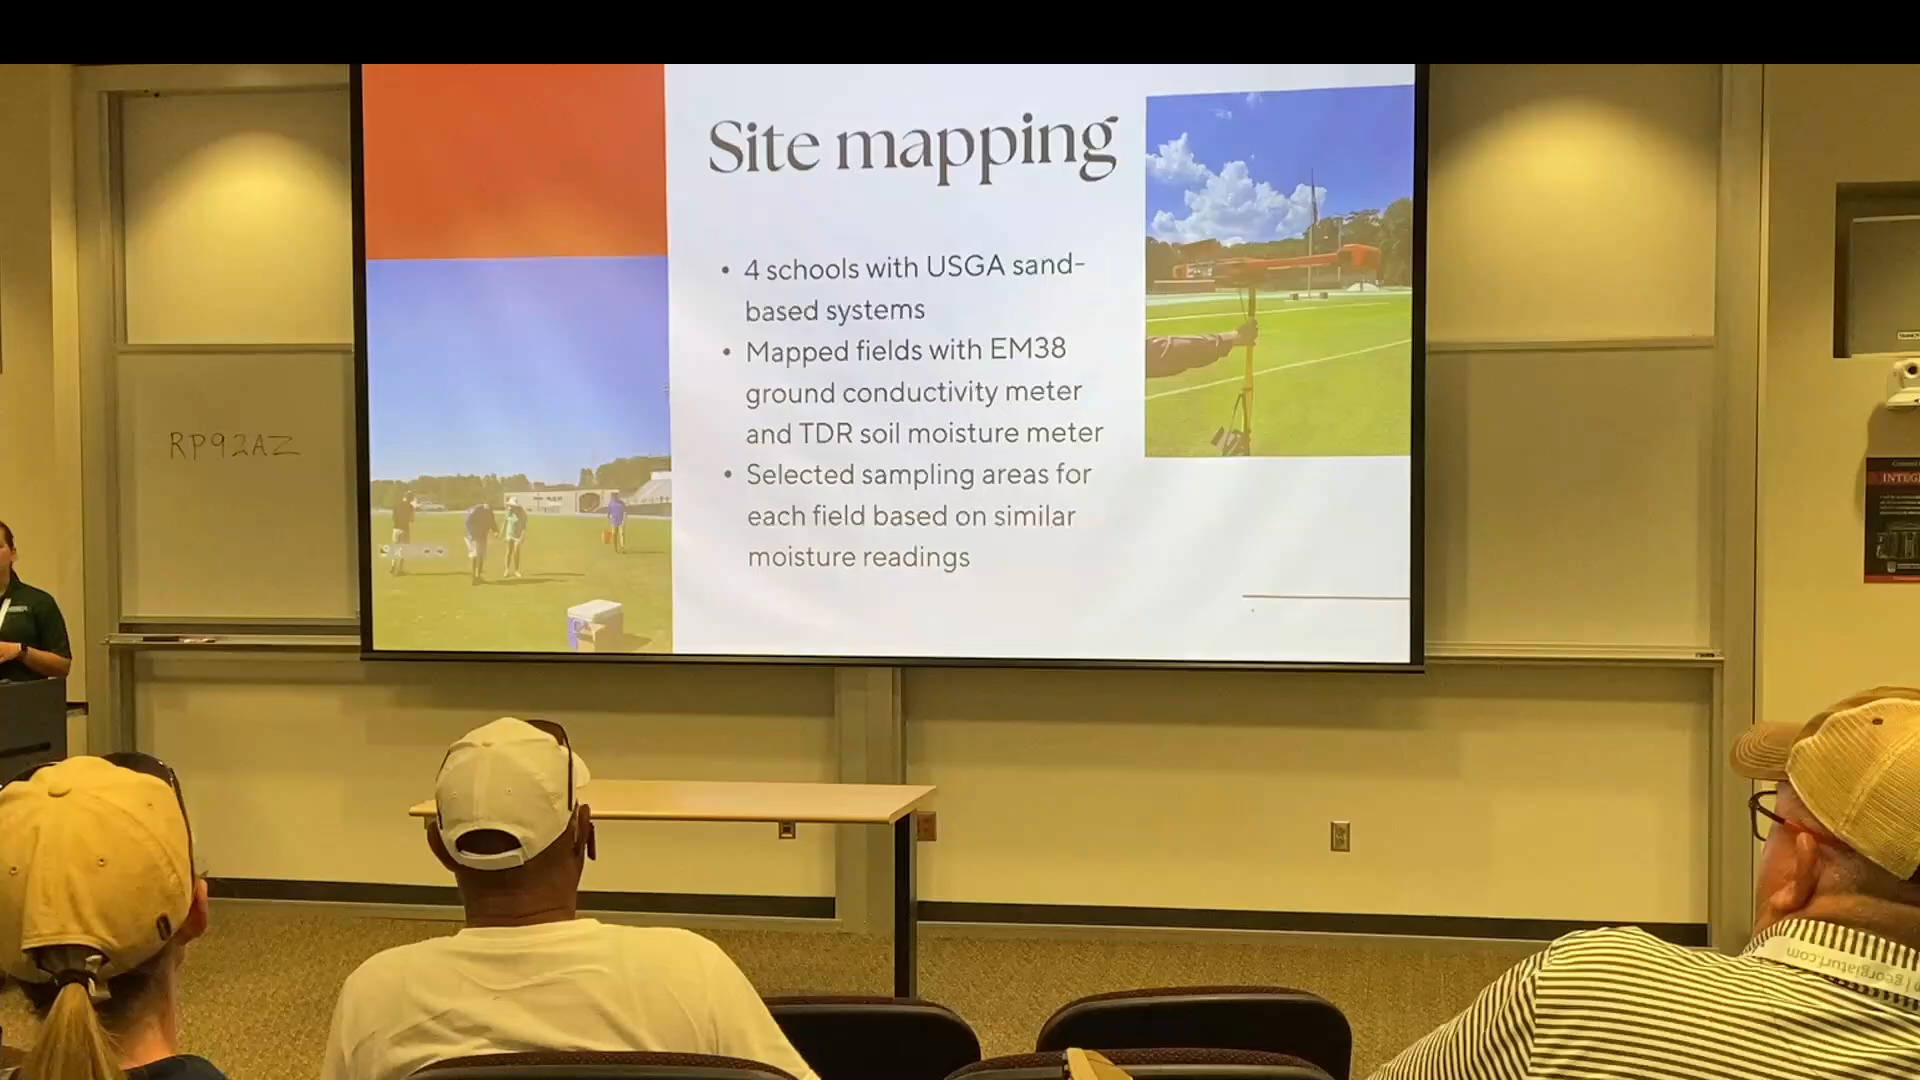 Site mapping
• 4 schools with USGA sand-
based systems
• Mapped fields with EM38
ground conductivity meter
and TDR soil moisture meter
• Selected sampling areas for
each field based on similar
moisture readings
RP92AZ
INTEG
georgiaturf.com